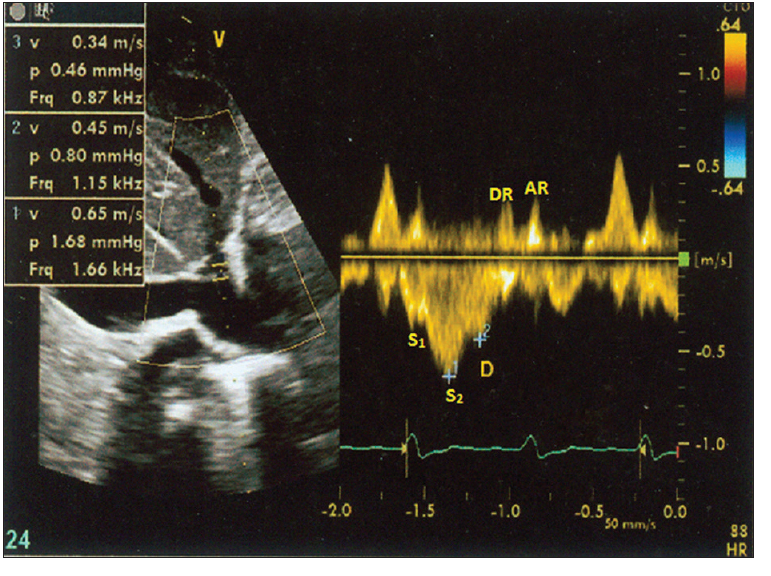 3 v 0.34 m/s
p 0.46 mmHg
Frq 0.87 kHz
2 v 0.45 m/s
p 0.80 mmHg
Frq 1.15 kHz
1 v 0.65 m/s
p 1.68 mmHg
Frq 1.66 kHz
V
.64
1.0
0.5
-.64
DR AR
[m/s]
S₁
2
-0.5
1
D
S₂
-1.0
-2.0 -1.5 -1.0 -0.5 0.0
50 mm/s
24
88
HR